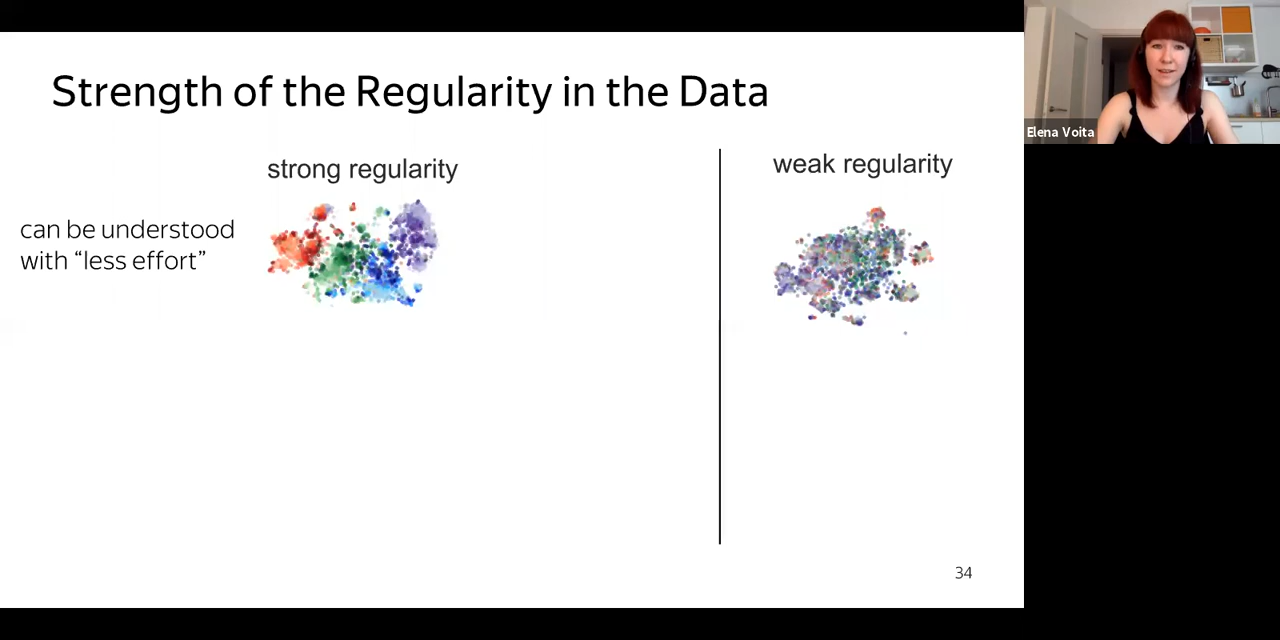 Strength of the Regularity in the Data
strong regularity
weak regularity
can be understood
with “less effort”
34
Elena Voita